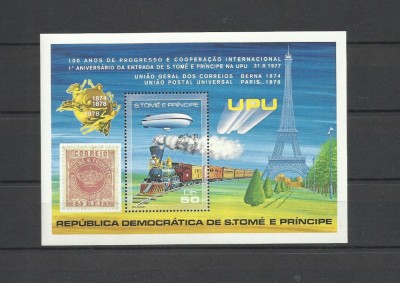 100 ANOS DE PROGRESSO E COOPERAÇÃO INTERNACIONAL
1º ANIVERSÁRIO DA ENTRADA DE S.TOMÉ E PRÍNCIPE NA UPU 31.8.1977
UNIÃO GERAL DOS CORREIOS BERNA 1874
UNIÃO POSTAL UNIVERSAL PARIS, 1878
1874
1878
1978
S.TOMÉ E PRÍNCIPE
UPU
CORREIO
Db
50
REPÚBLICA DEMOCRÁTICA DE S.TOMÉ E PRÍNCIPE